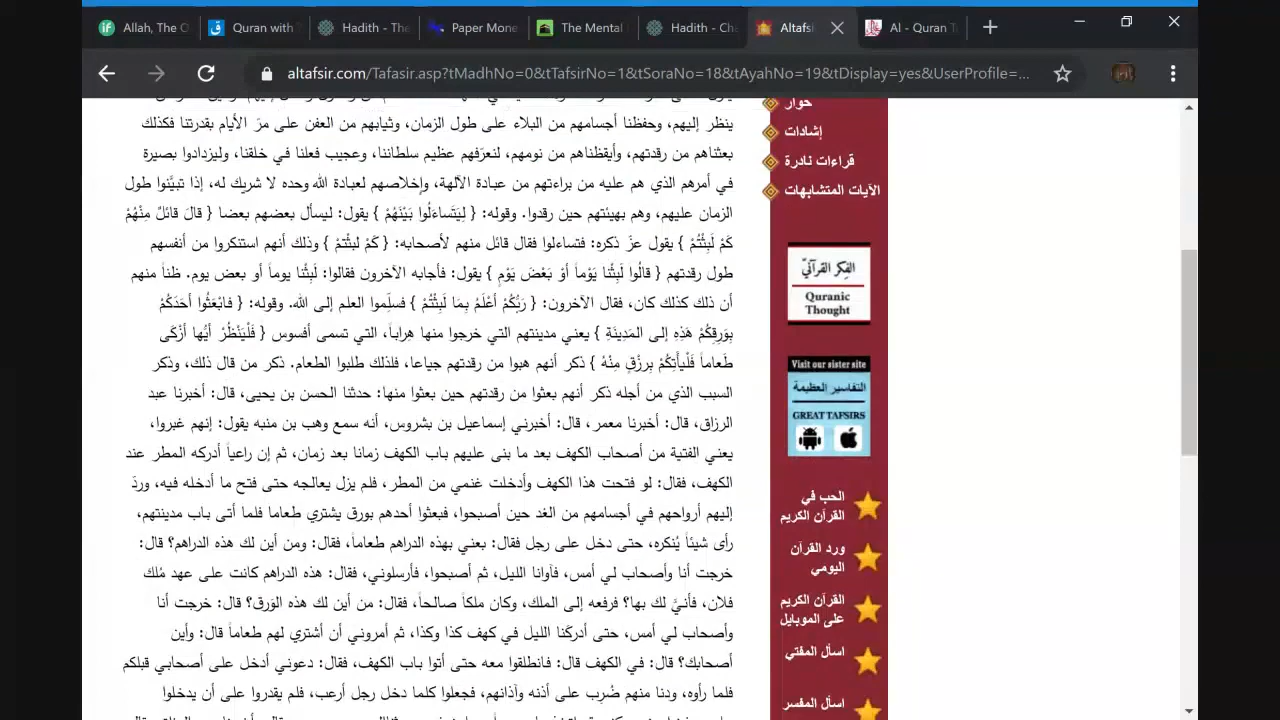 Allah, The O
Quran with T
Hadith - The
Paper Mone
The Mental
Hadith - Cha
Altafsi
Al - Quran T
altafsir.com/Tafasir.asp?tMadhNo=0&tTafsirNo=1&tSoraNo=18&tAyahNo=19&tDisplay=yes&UserProfile=...
ينظر إليهم، وحفظنا أجسامهم من البلاء على طول الزمان، وثيابهم من العفن على مرّ الأيام بقدرتنا فكذلك
بعثناهم من رقدتهم، وأيقظناهم من نومهم، لنعرّفهم عظيم سلطاننا، وعجيب فعلنا في خلقنا، وليزدادوا بصيرة
في أمرهم الذي هم عليه من براءتهم من عبادة الآلهة، وإخلاصهم لعبادة الله وحده لا شريك له، إذا تبيَّنوا طول
الزمان عليهم، وهم بهيئتهم حين رقدوا. وقوله: { لِيَتَساءَلُوا بَيْنَهُمْ } يقول: ليسأل بعضهم بعضا { قالَ قائلٌ مِنْهُمْ
كَمْ لَبِثْتُمْ } يقول عزّ ذكره: فتساءلوا فقال قائل منهم لأصحابه: { كَمْ لبثْتم } وذلك أنهم استنكروا من أنفسهم
طول رقدتهم { قالُوا لَبِثْنا يَوْماً أوْ بَعْضَ يَوْمٍ } يقول: فأجابه الآخرون فقالوا: لَبِثْنا يوماً أو بعض يوم. ظناً منهم
أن ذلك كذلك كان، فقال الآخرون: { رَبُّكُمْ أعْلَمُ بِمَا لَبِثْتُمْ } فسلِّموا العلم إلى الله. وقوله: { فابْعَثُوا أحَدَكُمْ
بِوَرِقِكُمْ هَذِهِ إلى المَدِينَةِ } يعني مدينتهم التي خرجوا منها هِراباً، التي تسمى أفسوس { فَلْيَنْظُرْ أيُّها أزْكَى
طَعاماً فَلْيأتِكُمْ بِرِزْقٍ مِنْهُ } ذكر أنهم هبوا من رقدتهم جياعا، فلذلك طلبوا الطعام. ذكر من قال ذلك، وذكر
السبب الذي من أجله ذكر أنهم بعثوا من رقدتهم حين بعثوا منها: حدثنا الحسن بن يحيى، قال: أخبرنا عبد
الرزاق، قال: أخبرنا معمر، قال: أخبرني إسماعيل بن بشروس، أنه سمع وهب بن منبه يقول: إنهم غبروا،
يعني الفتية من أصحاب الكهف بعد ما بنى عليهم باب الكهف زمانا بعد زمان، ثم إن راعياً أدركه المطر عند
الكهف، فقال: لو فتحت هذا الكهف وأدخلت غنمي من المطر، فلم يزل يعالجه حتى فتح ما أدخله فيه، وردّ
إليهم أرواحهم في أجسامهم من الغد حين أصبحوا، فبعثوا أحدهم بورق يشتري طعاما فلما أتى باب مدينتهم،
رأى شيئاً يُنكره، حتى دخل على رجل فقال: بعني بهذه الدراهم طعاماً، فقال: ومن أين لك هذه الدراهم؟ قال:
خرجت أنا وأصحاب لي أمس، فآوانا الليل، ثم أصبحوا، فأرسلوني، فقال: هذه الدراهم كانت على عهد مُلك
فلان، فأنيَّ لك بها؟ فرفعه إلى الملك، وكان ملكاً صالحاً، فقال: من أين لك هذه الوَرق؟ قال: خرجت أنا
وأصحاب لي أمس، حتى أدركنا الليل في كهف كذا وكذا، ثم أمروني أن أشتري لهم طعاماً قال: وأين
أصحابك؟ قال: في الكهف قال: فانطلقوا معه حتى أتوا باب الكهف، فقال: دعوني أدخل على أصحابي قبلكم
فلما رأوه، ودنا منهم ضُرب على أذنه وآذانهم، فجعلوا كلما دخل رجل أرعب، فلم يقدروا على أن يدخلوا
حوار
إشادات
قراءات نادرة
الآيات المتشابهات
الفِكر القرآنيّ
Quranic
Thought
Visit our sister site
التفاسير العظيمة
GREAT TAFSIRS
الحب في
القرآن الكريم
ورد القرآن
اليومي
القرآن الكريم
على الموبايل
اسأل المفتي
اسأل المفسر